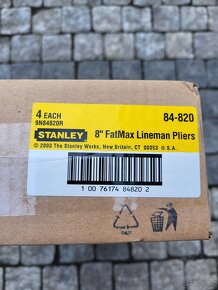 4 EACH 84-820
9N84820R
STANLEY 8" FatMax Lineman Pliers
© 2003 The Stanley Works, New Britain, CT 06053 U.S.A.
1 00 76174 84820 2